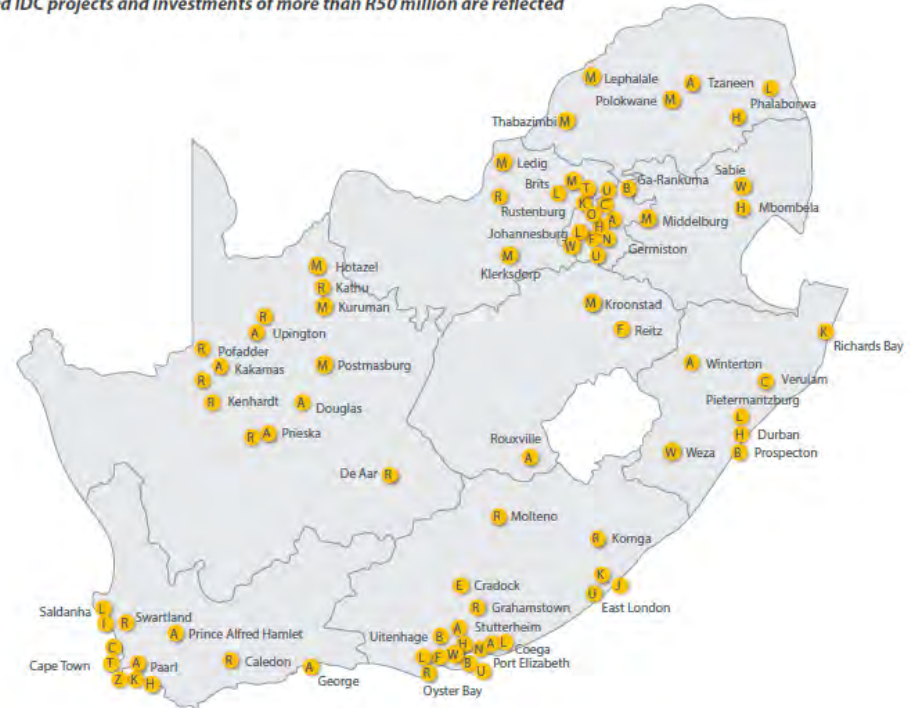 d IDC projects and investments of more than R50 million are reflected
M Lephalale
A Tzaneen
L
Polokwane M
Phalaborwa
H
Thabazimbi M
M Ledig
Sabie
Brits
M
T
U
B
Ga-Rankuma
L
W
R
K
C
Rustenburg
O
A
H
Mbombela
M Middelburg
Johannesburg
L
H
F
N
W
Germiston
U
M
Klerksdorp
M Hotazel
R Kathu
M Kuruman
R
A Upington
M Kroonstad
F Reitz
K
Richards Bay
R Pofadder
A Kakamas
R
M Postmasburg
A Winterton
C Verulam
R Kenhardt
A Douglas
Pietermantzburg
L
H Durban
R A Prieska
Rouxville
A
W Weza
B Prospecton
De Aar R
R Molteno
R Komga
K
J
E Cradock
U
East London
R Grahamstown
Saldanha L
I
R Swartland
A Prince Alfred Hamlet
A Stutterheim
Uitenhage B
H
N
A
L
Coega
C
Cape Town T
A Paarl
R Caledon
A
George
L
F
W
B
Port Elizabeth
U
R
Z
K
H
Oyster Bay